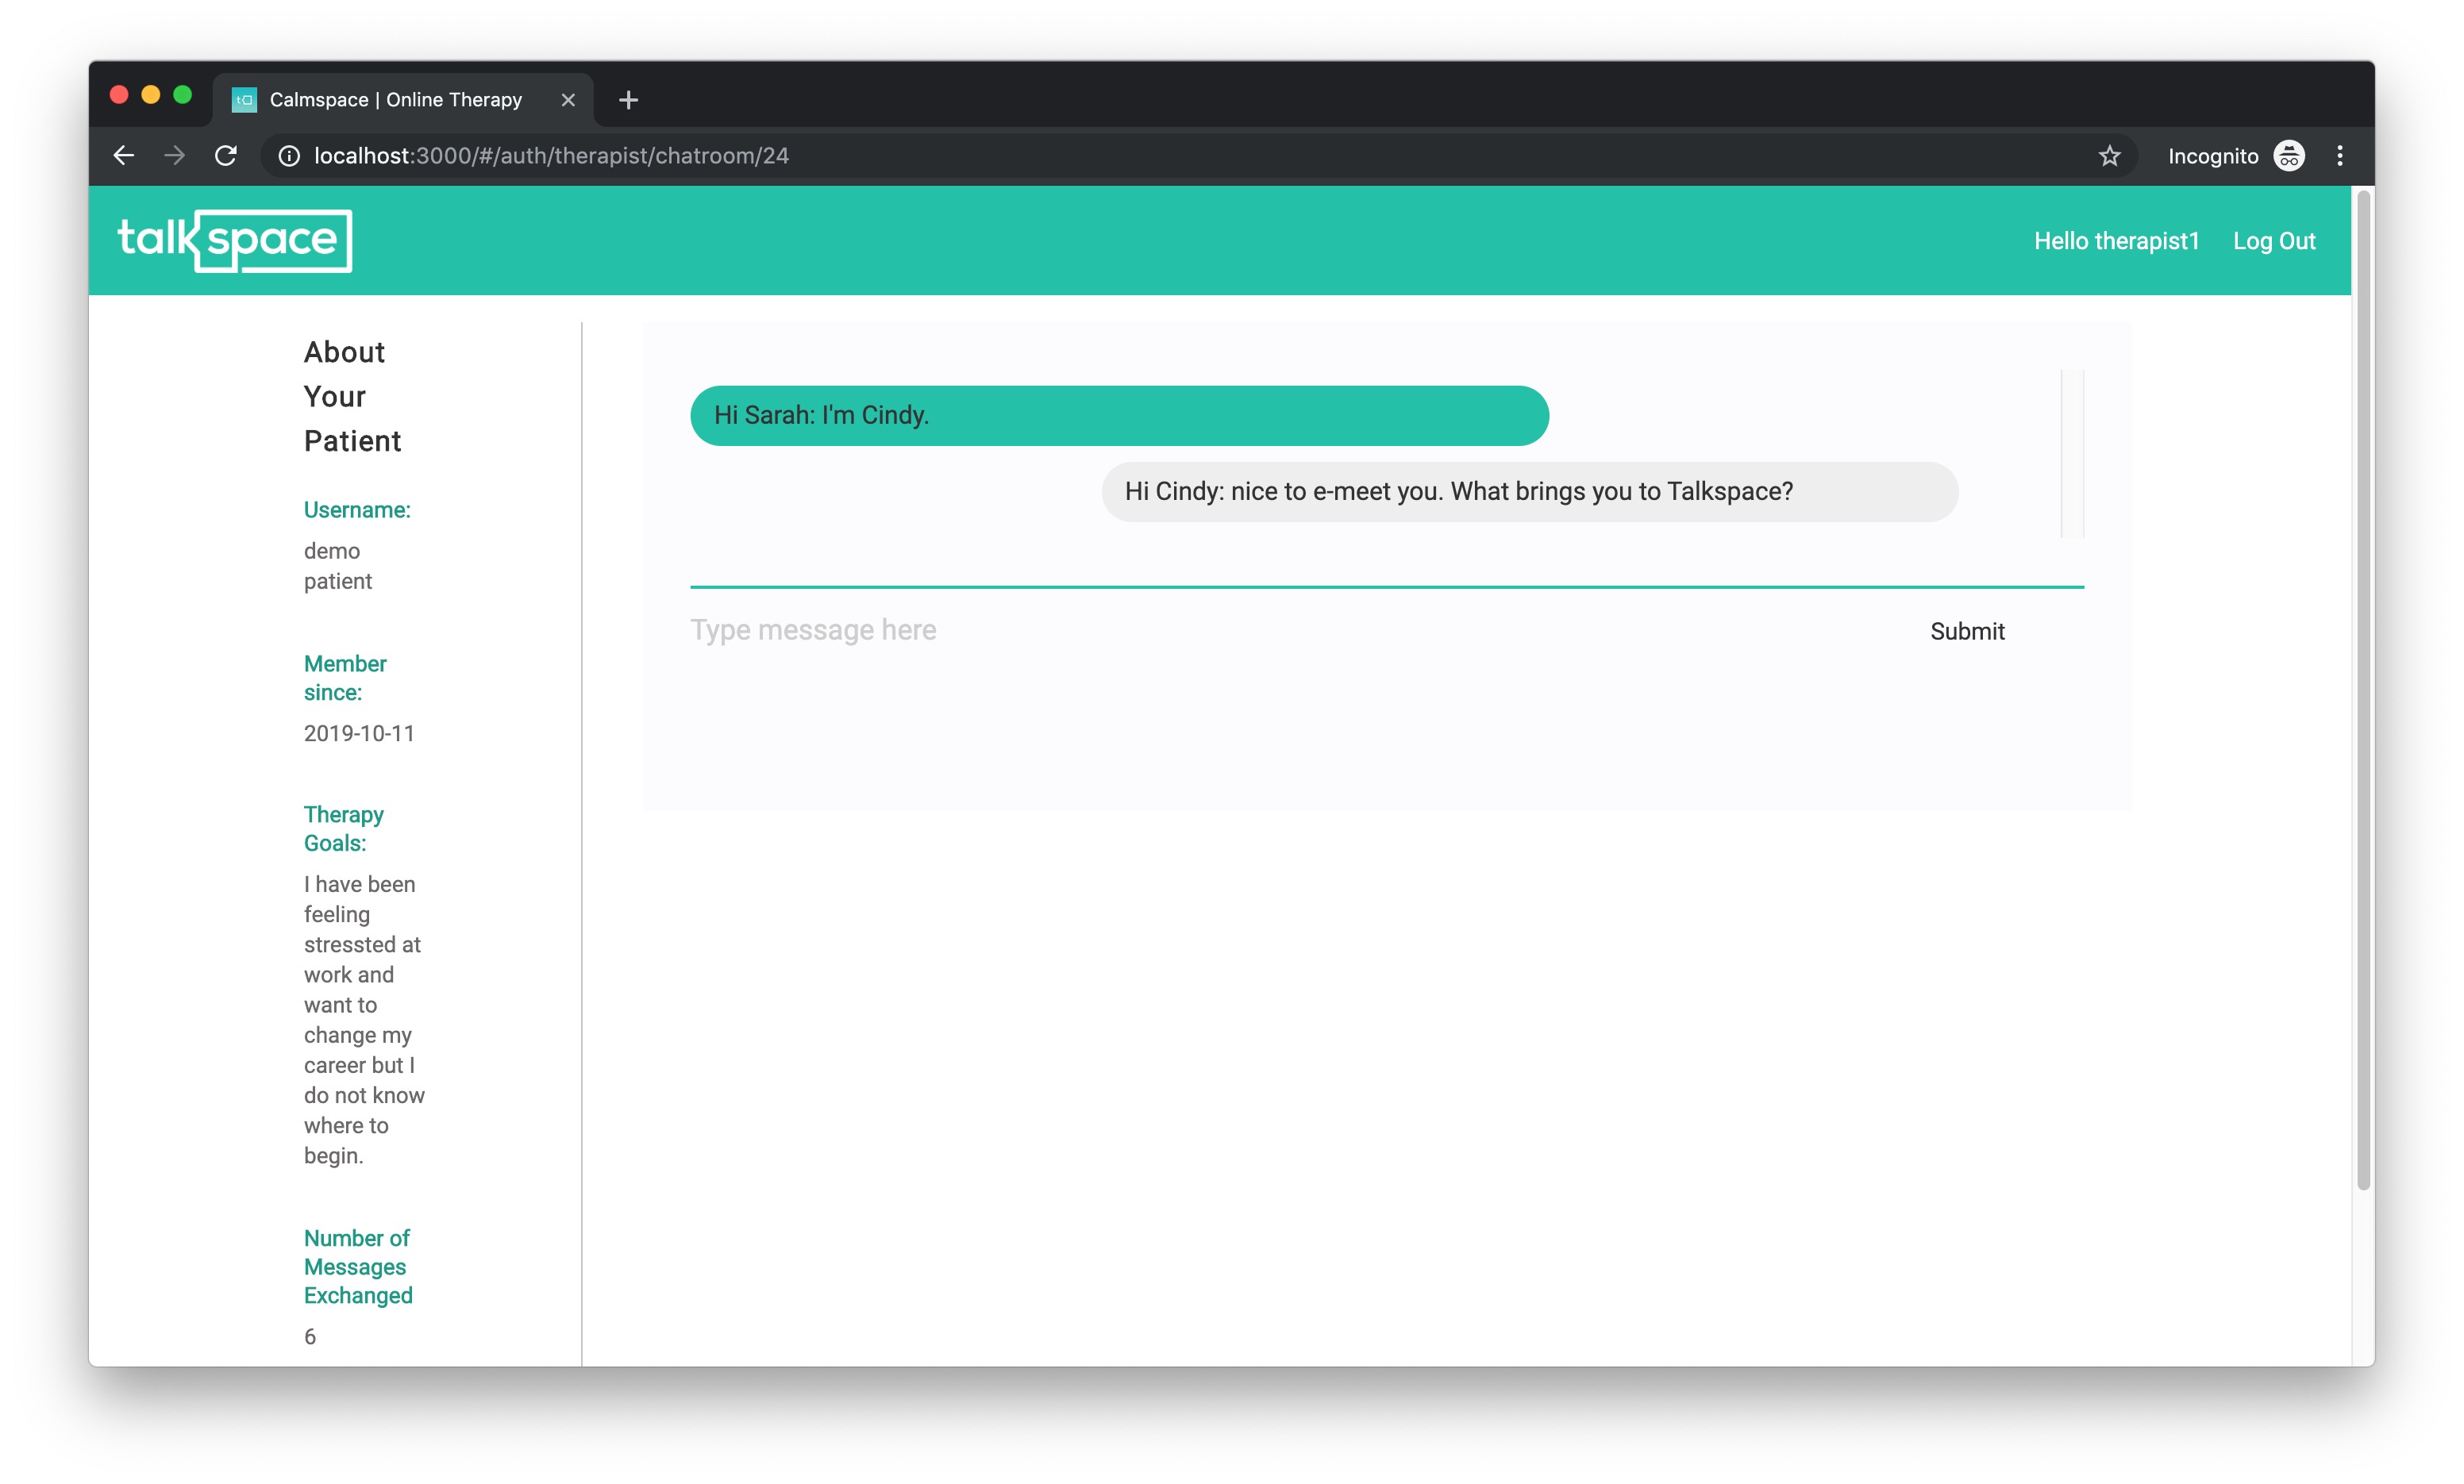 Calmspace | Online Therapy
localhost:3000/#/auth/therapist/chatroom/24
Incognito
talkspace
Hello therapist1
Log Out
About
Your
Patient
Username:
demo
patient
Member
since:
2019-10-11
Therapy
Goals:
I have been
feeling
stressted at
work and
want to
change my
career but I
do not know
where to
begin.
Number of
Messages
Exchanged
6
Hi Sarah: I'm Cindy.
Hi Cindy: nice to e-meet you. What brings you to Talkspace?
Type message here
Submit